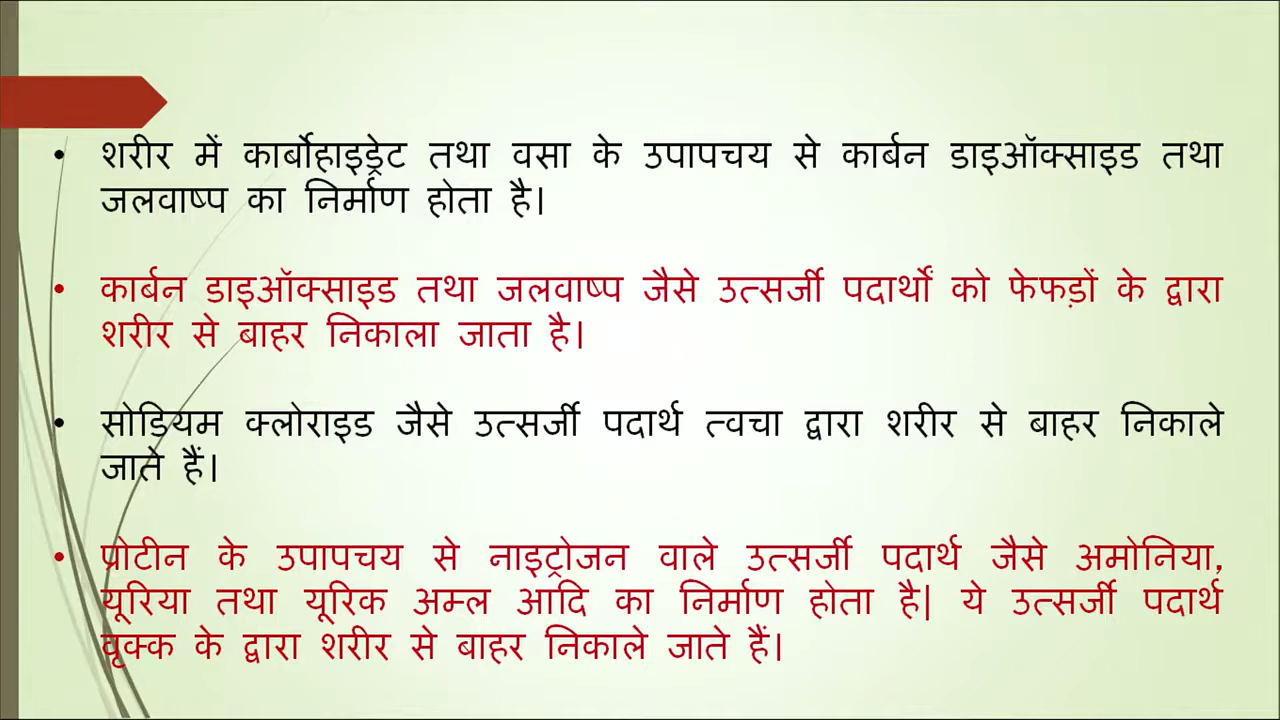 • शरीर में कार्बोहाइड्रेट तथा वसा के उपापचय से कार्बन डाइऑक्साइड तथा
जलवाष्प का निर्माण होता है।
• कार्बन डाइऑक्साइड तथा जलवाष्प जैसे उत्सर्जी पदार्थों को फेफड़ों के द्वारा
शरीर से बाहर निकाला जाता है।
• सोडियम क्लोराइड जैसे उत्सर्जी पदार्थ त्वचा द्वारा शरीर से बाहर निकाले
जाते हैं।
• प्रोटीन के उपापचय से नाइट्रोजन वाले उत्सर्जी पदार्थ जैसे अमोनिया,
यूरिया तथा यूरिक अम्ल आदि का निर्माण होता है| ये उत्सर्जी पदार्थ
वृक्क के द्वारा शरीर से बाहर निकाले जाते हैं।